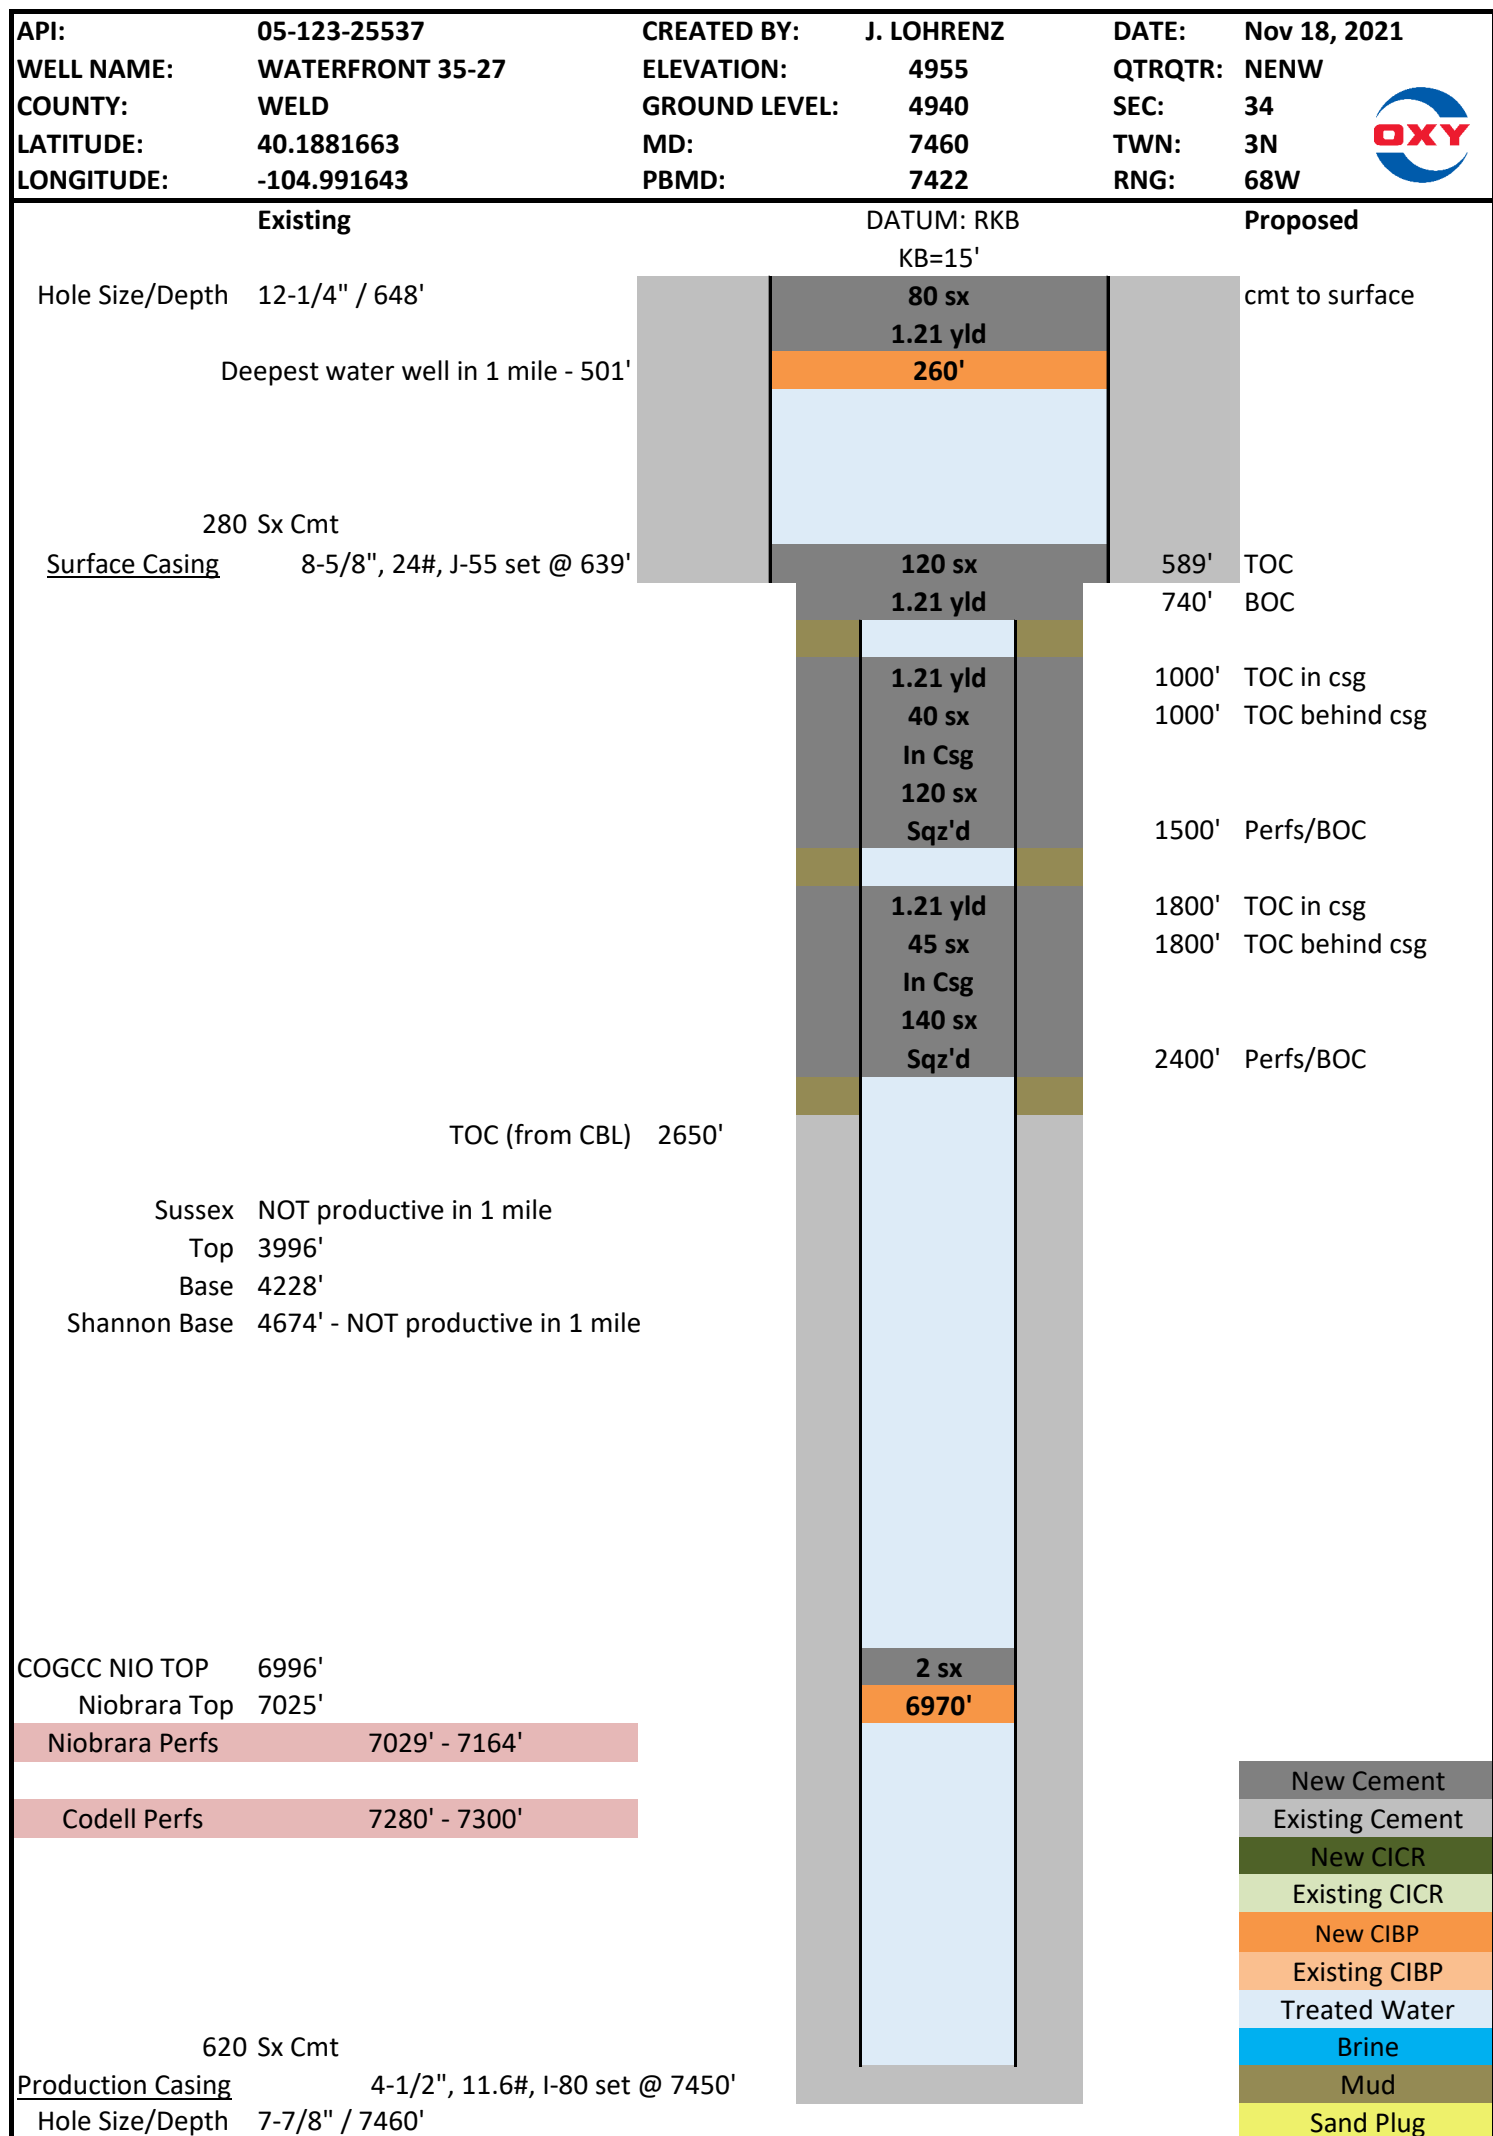 API: 05-123-25537 CREATED BY: J. LOHRENZ DATE: Nov 18, 2021
WELL NAME: WATERFRONT 35-27 ELEVATION: 4955 QTRQTR: NENW
COUNTY: WELD GROUND LEVEL: 4940 SEC: 34
LATITUDE: 40.1881663 MD: 7460 TWN: 3N
LONGITUDE: -104.991643 PBMD: 7422 RNG: 68W
OXY
Existing DATUM: RKB Proposed
KB=15'
Hole Size/Depth 12-1/4" / 648' 80 sx cmt to surface
1.21 yld
Deepest water well in 1 mile - 501' 260'
280 Sx Cmt
Surface Casing 8-5/8", 24#, J-55 set @ 639' 120 sx 589' TOC
1.21 yld 740' BOC
1.21 yld 1000' TOC in csg
40 sx 1000' TOC behind csg
In Csg
120 sx
Sqz'd 1500' Perfs/BOC
1.21 yld 1800' TOC in csg
45 sx 1800' TOC behind csg
In Csg
140 sx
Sqz'd 2400' Perfs/BOC
TOC (from CBL) 2650'
Sussex NOT productive in 1 mile
Top 3996'
Base 4228'
Shannon Base 4674' - NOT productive in 1 mile
COGCC NIO TOP 6996' 2 sx
Niobrara Top 7025' 6970'
Niobrara Perfs 7029' - 7164'
New Cement
Codell Perfs 7280' - 7300' Existing Cement
New CICR
Existing CICR
New CIBP
Existing CIBP
Treated Water
620 Sx Cmt Brine
Production Casing 4-1/2", 11.6#, I-80 set @ 7450' Mud
Hole Size/Depth 7-7/8" / 7460' Sand Plug